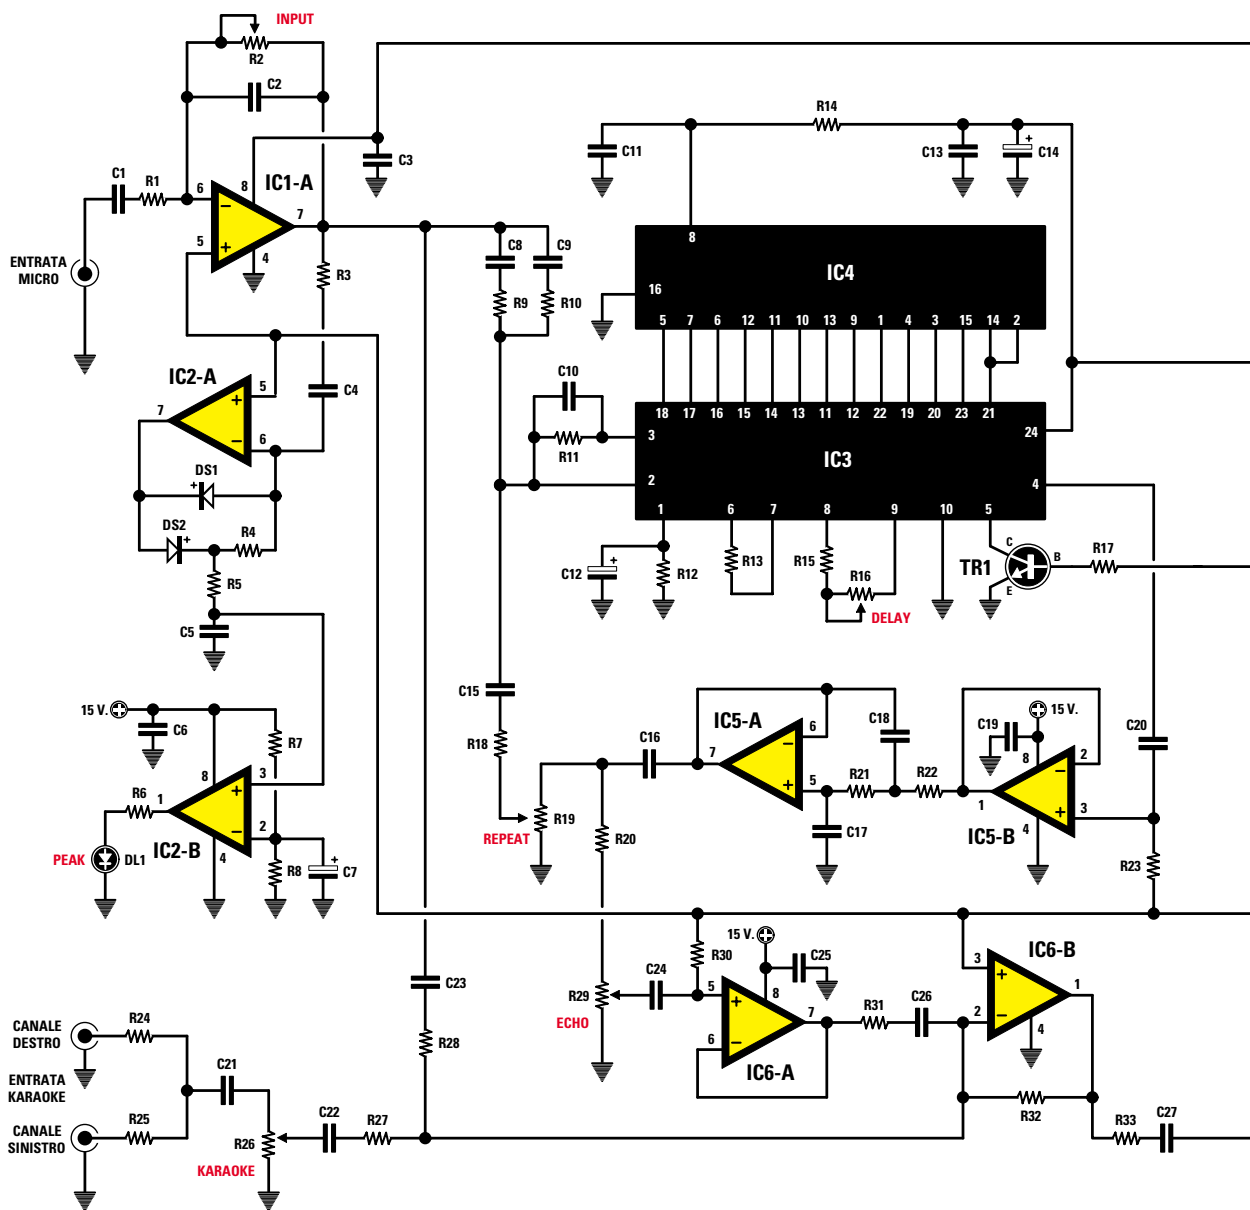 INPUT
R2
C2
C1
R1
6
8
IC1-A
7
5
4
C3
ENTRATA
MICRO
R3
C8
C9
R9
R10
C11
R14
C13
+
C14
8
IC4
16
5 7 6 12 11 10 13 9 1 4 3 15 14 2
IC2-A
7
5
6
C4
DS1
+
DS2
+
R4
R5
C5
C10
R11
18 17 16 15 14 13 11 12 22 19 20 23 21
3
24
IC3
2
4
1
6
7
8
9
10
5
C12
+
R12
R13
R15
R16
DELAY
TR1
C
B
E
R17
15 V.
C6
R7
8
3
R6
1
2
IC2-B
4
PEAK
DL1
R8
+
C7
C15
R18
REPEAT
R19
C16
R20
IC5-A
7
6
5
C18
R21
R22
C17
C19
15 V.
8
2
1
3
IC5-B
4
C20
R23
CANALE
DESTRO
R24
ENTRATA
KARAOKE
CANALE
SINISTRO
R25
C21
R26
KARAOKE
C22
R27
C23
R28
R29
ECHO
C24
R30
15 V.
C25
5
8
7
6
IC6-A
R31
C26
IC6-B
3
1
2
4
R32
R33
C27